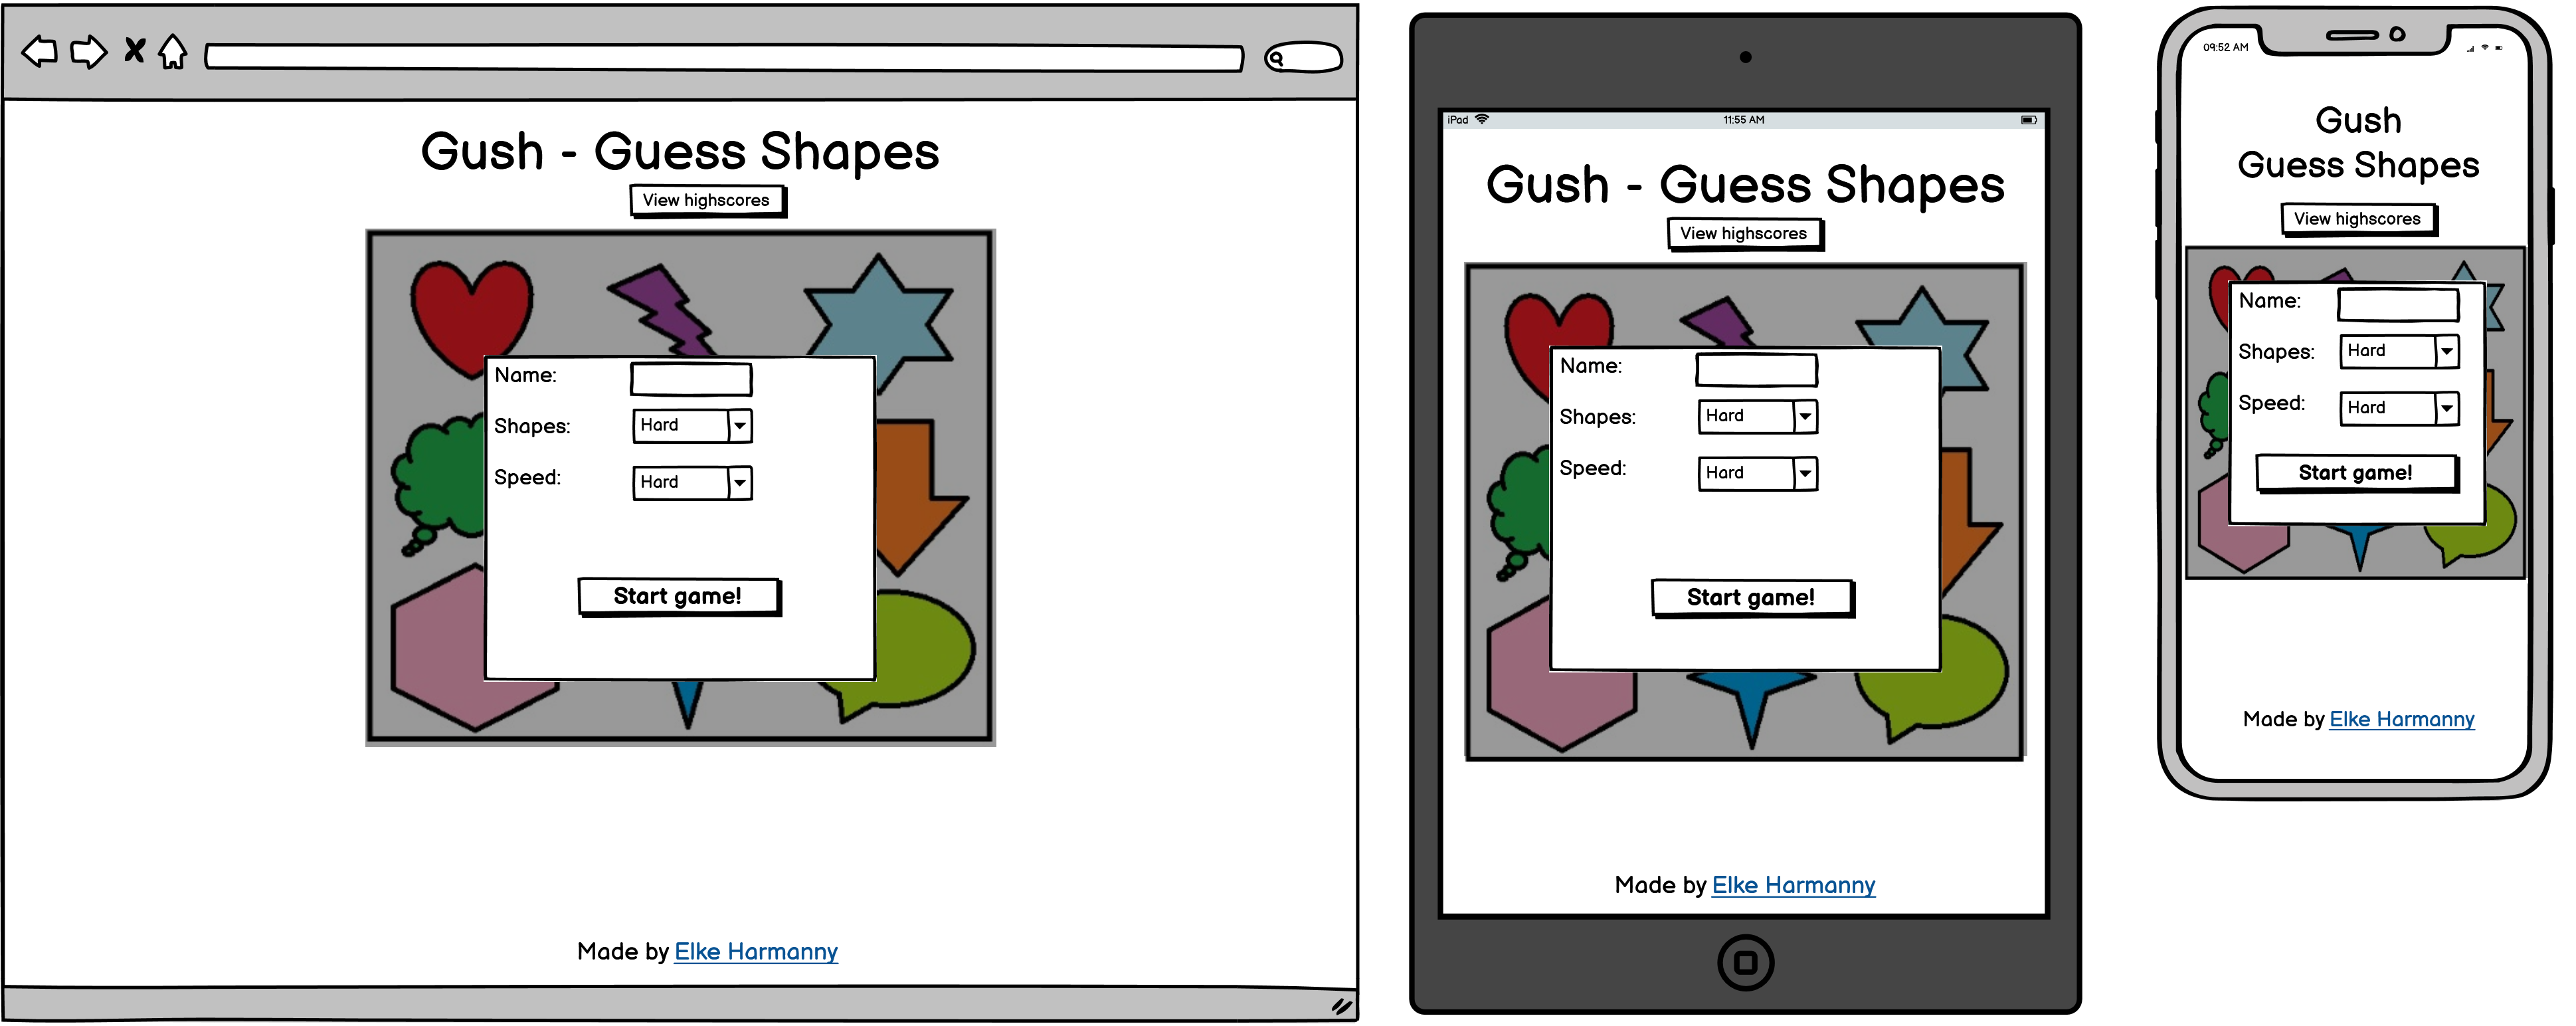 Gush - Guess Shapes
View highscores
Name:
Shapes: Hard
Speed: Hard
Start game!
Made by Elke Harmanny
iPad 11:55 AM
Gush - Guess Shapes
View highscores
Name:
Shapes: Hard
Speed: Hard
Start game!
Made by Elke Harmanny
09:52 AM
Gush
Guess Shapes
View highscores
Name:
Shapes: Hard
Speed: Hard
Start game!
Made by Elke Harmanny